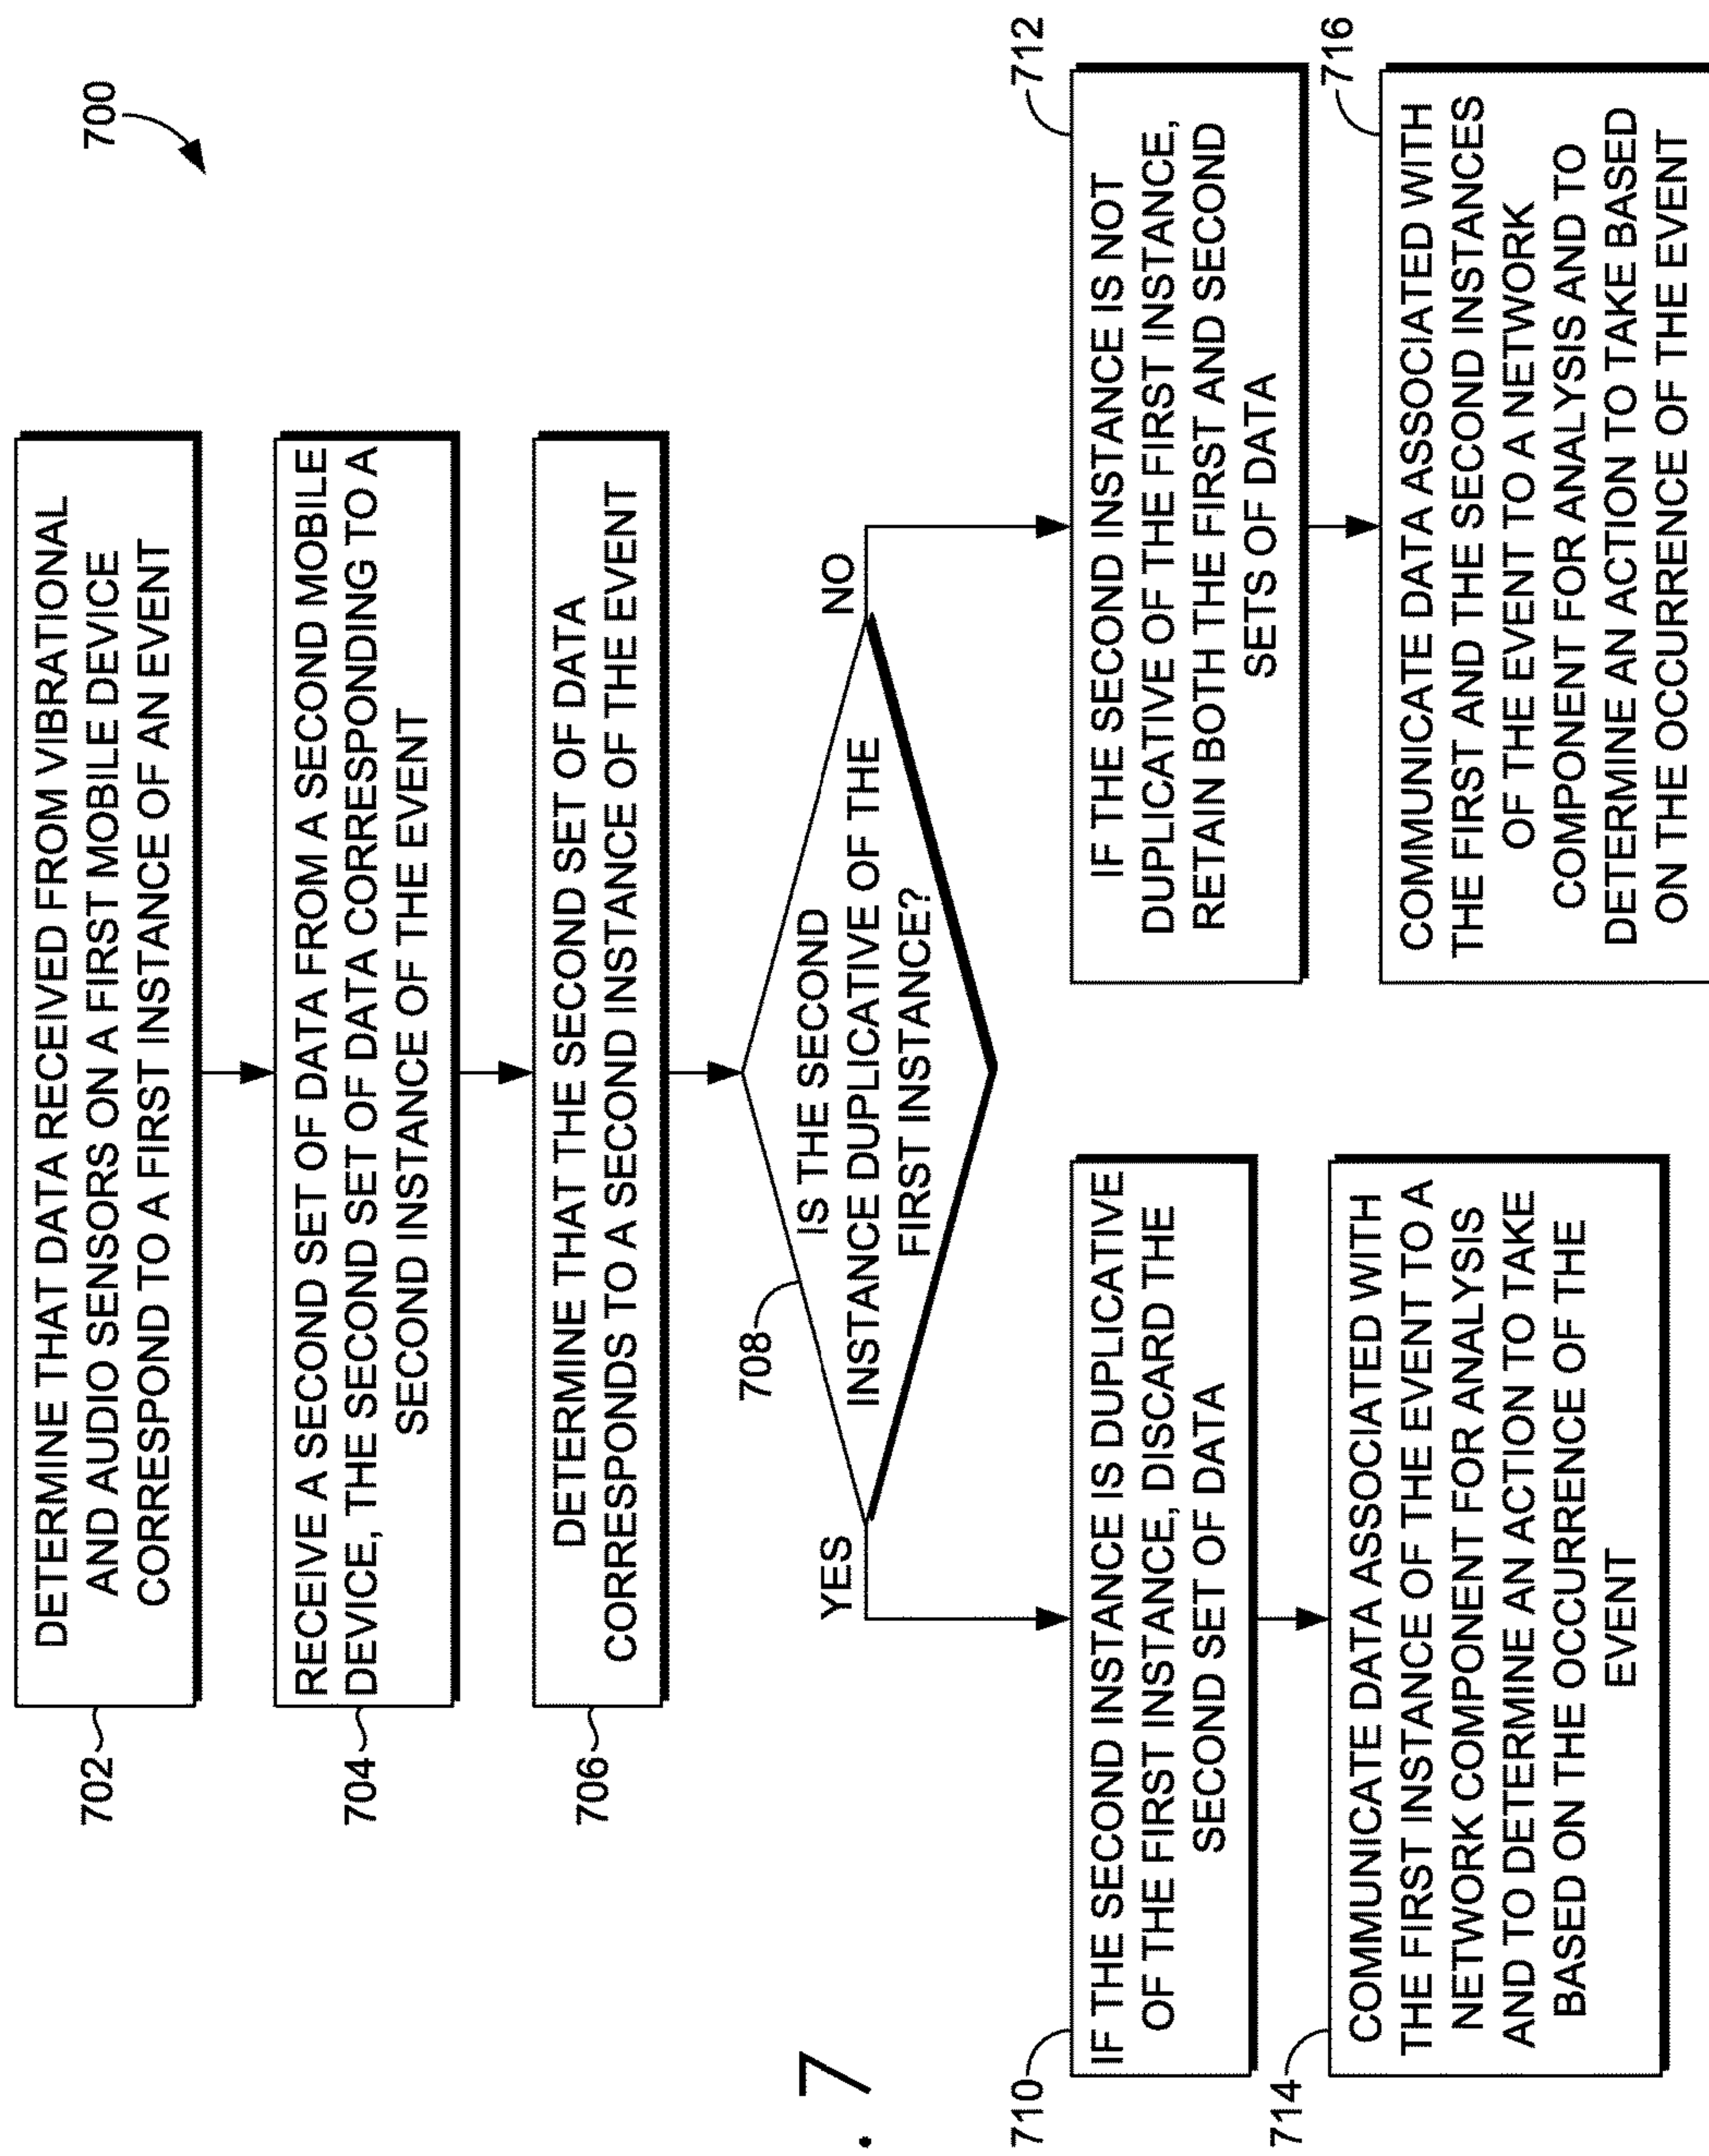 700
702
DETERMINE THAT DATA RECEIVED FROM VIBRATIONAL
AND AUDIO SENSORS ON A FIRST MOBILE DEVICE
CORRESPOND TO A FIRST INSTANCE OF AN EVENT
704
RECEIVE A SECOND SET OF DATA FROM A SECOND MOBILE
DEVICE, THE SECOND SET OF DATA CORRESPONDING TO A
SECOND INSTANCE OF THE EVENT
706
DETERMINE THAT THE SECOND SET OF DATA
CORRESPONDS TO A SECOND INSTANCE OF THE EVENT
708
IS THE SECOND
INSTANCE DUPLICATIVE OF THE
FIRST INSTANCE?
YES
NO
710
IF THE SECOND INSTANCE IS DUPLICATIVE
OF THE FIRST INSTANCE, DISCARD THE
SECOND SET OF DATA
712
IF THE SECOND INSTANCE IS NOT
DUPLICATIVE OF THE FIRST INSTANCE,
RETAIN BOTH THE FIRST AND SECOND
SETS OF DATA
714
COMMUNICATE DATA ASSOCIATED WITH
THE FIRST INSTANCE OF THE EVENT TO A
NETWORK COMPONENT FOR ANALYSIS
AND TO DETERMINE AN ACTION TO TAKE
BASED ON THE OCCURRENCE OF THE
EVENT
716
COMMUNICATE DATA ASSOCIATED WITH
THE FIRST AND THE SECOND INSTANCES
OF THE EVENT TO A NETWORK
COMPONENT FOR ANALYSIS AND TO
DETERMINE AN ACTION TO TAKE BASED
ON THE OCCURRENCE OF THE EVENT
. 7